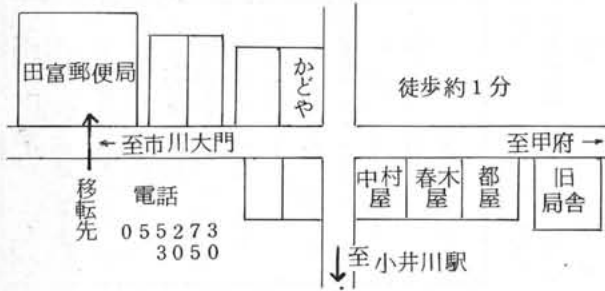 田富郵便局
かどや
徒歩約1分
←至市川大門
至甲府→
移転先
電話
055273
3050
中村屋
春木屋
都屋
旧局舎
至小井川駅